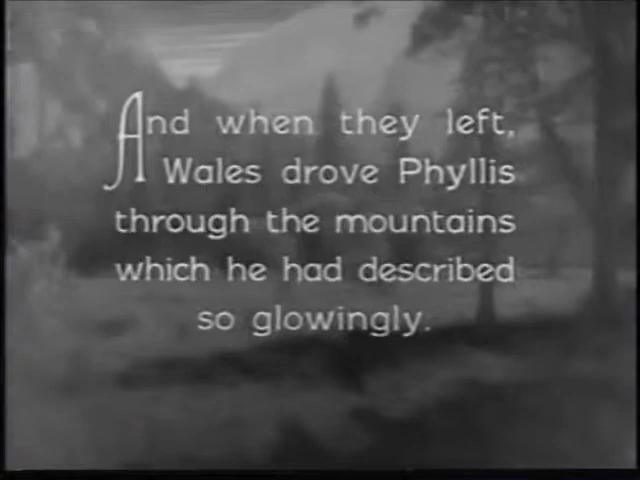 And when they left,
Wales drove Phyllis
through the mountains
which he had described
so glowingly.